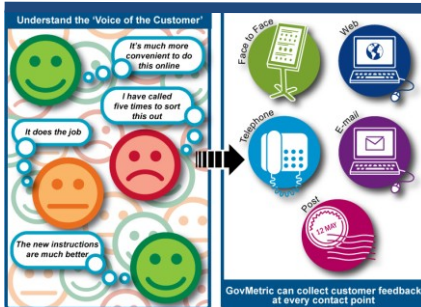 Understand the 'Voice of the Customer'
It's much more
convenient to do
this online
I have called
five times to sort
this out
It does the job
The new instructions
are much better
Face to Face
Web
Telephone
E-mail
Post
12 MAY
GovMetric can collect customer feedback
at every contact point